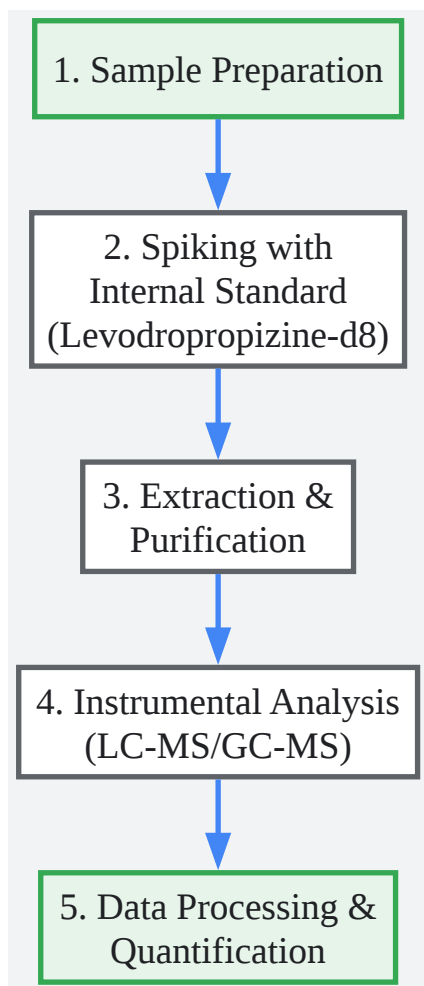 1. Sample Preparation
2. Spiking with
Internal Standard
(Levodropropizine-d8)
3. Extraction &
Purification
4. Instrumental Analysis
(LC-MS/GC-MS)
5. Data Processing &
Quantification